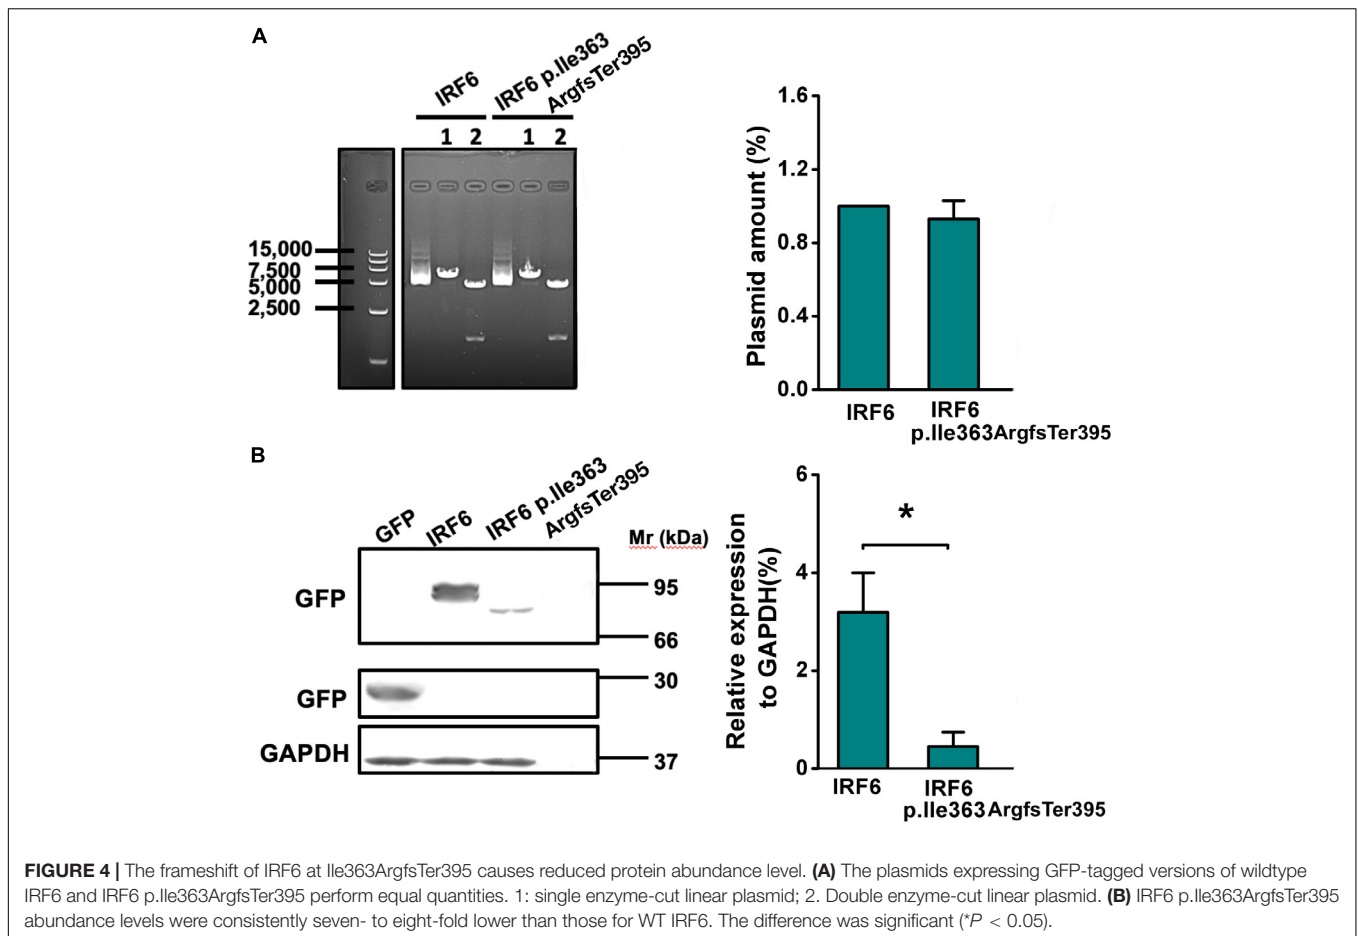 A
IRF6
IRF6 p.Ile363
ArgfsTer395
1 2 1 2
15,000
7,500
5,000
2,500
Plasmid amount (%)
1.6
1.2
0.8
0.4
0.0
IRF6
IRF6
p.Ile363ArgfsTer395
B
GFP
IRF6
IRF6 p.Ile363
ArgfsTer395
Mr (kDa)
GFP
95
66
GFP
30
GAPDH
37
Relative expression
to GAPDH(%)
6
4
2
0
*
IRF6
IRF6
p.Ile363ArgfsTer395
FIGURE 4 | The frameshift of IRF6 at Ile363ArgfsTer395 causes reduced protein abundance level. (A) The plasmids expressing GFP-tagged versions of wildtype
IRF6 and IRF6 p.Ile363ArgfsTer395 perform equal quantities. 1: single enzyme-cut linear plasmid; 2. Double enzyme-cut linear plasmid. (B) IRF6 p.Ile363ArgfsTer395
abundance levels were consistently seven- to eight-fold lower than those for WT IRF6. The difference was significant (*P < 0.05).